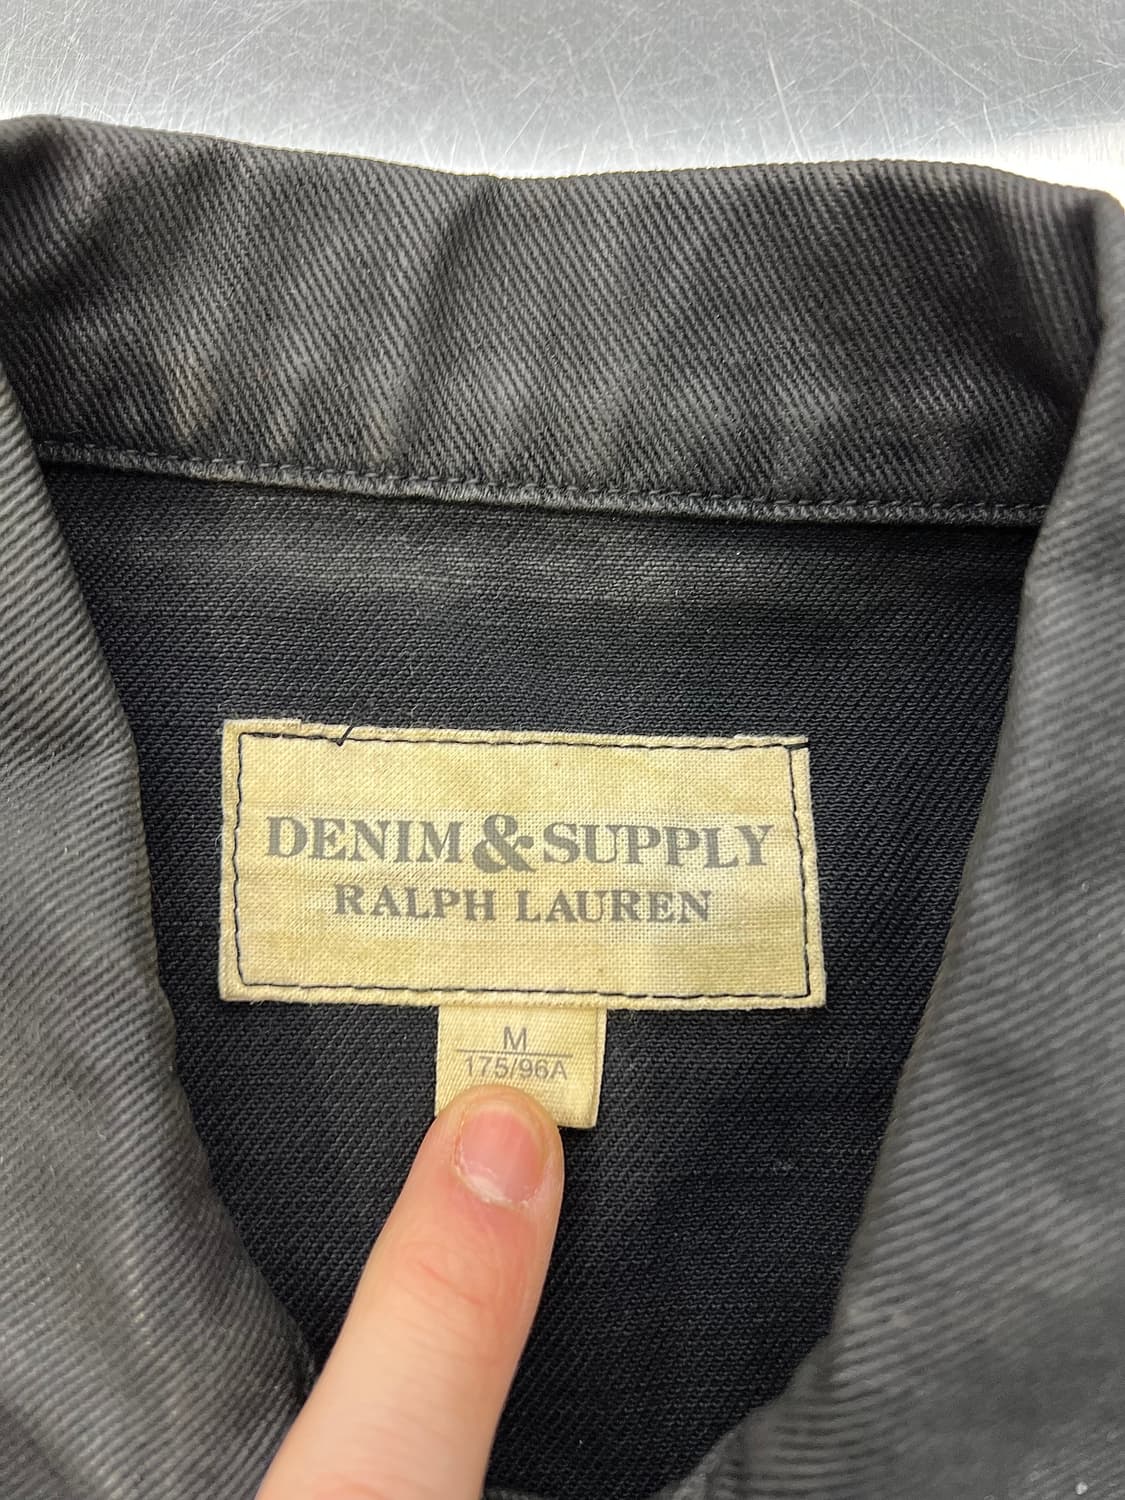 DENIM & SUPPLY
RALPH LAUREN
M
175/96A